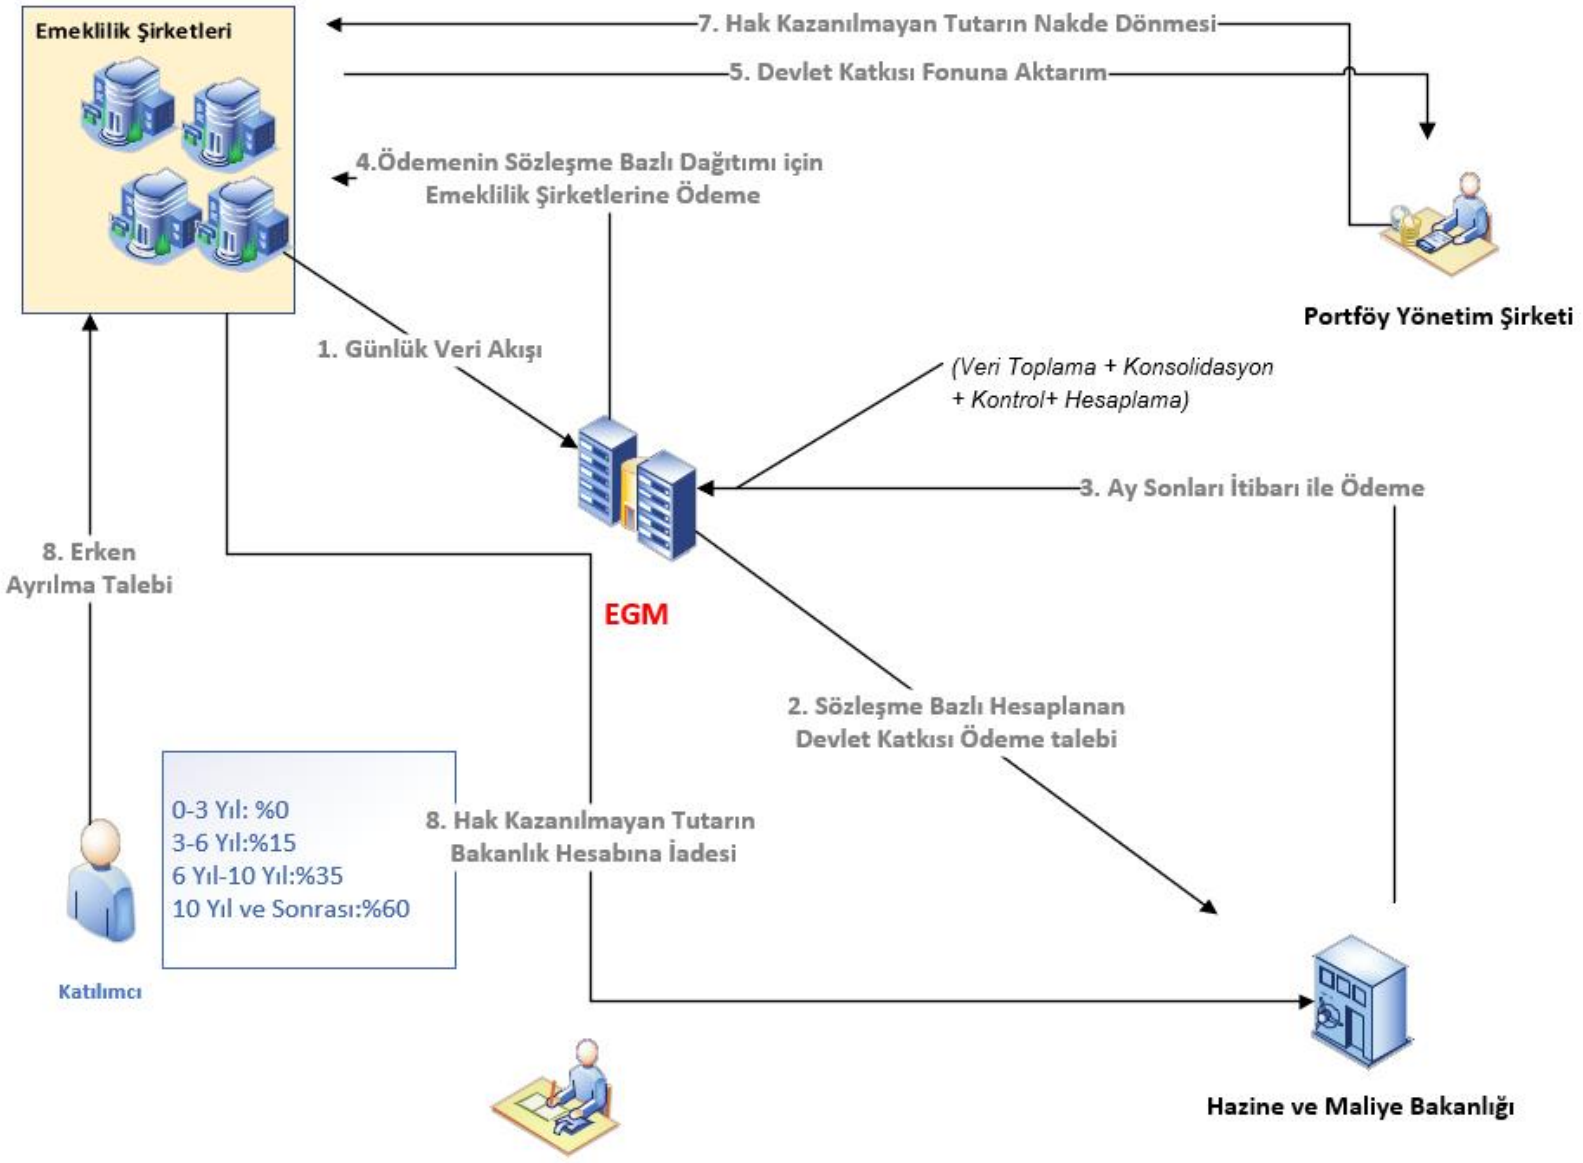 Emeklilik Şirketleri
7. Hak Kazanılmayan Tutarın Nakde Dönmesi
5. Devlet Katkısı Fonuna Aktarım
4.Ödemenin Sözleşme Bazlı Dağıtımı için
Emeklilik Şirketlerine Ödeme
Portföy Yönetim Şirketi
1. Günlük Veri Akışı
(Veri Toplama + Konsolidasyon
+ Kontrol+ Hesaplama)
3. Ay Sonları İtibarı ile Ödeme
8. Erken
Ayrılma Talebi
EGM
2. Sözleşme Bazlı Hesaplanan
Devlet Katkısı Ödeme talebi
0-3 Yıl: %0
3-6 Yıl:%15
6 Yıl-10 Yıl:%35
10 Yıl ve Sonrası:%60
8. Hak Kazanılmayan Tutarın
Bakanlık Hesabına İadesi
Katılımcı
Hazine ve Maliye Bakanlığı